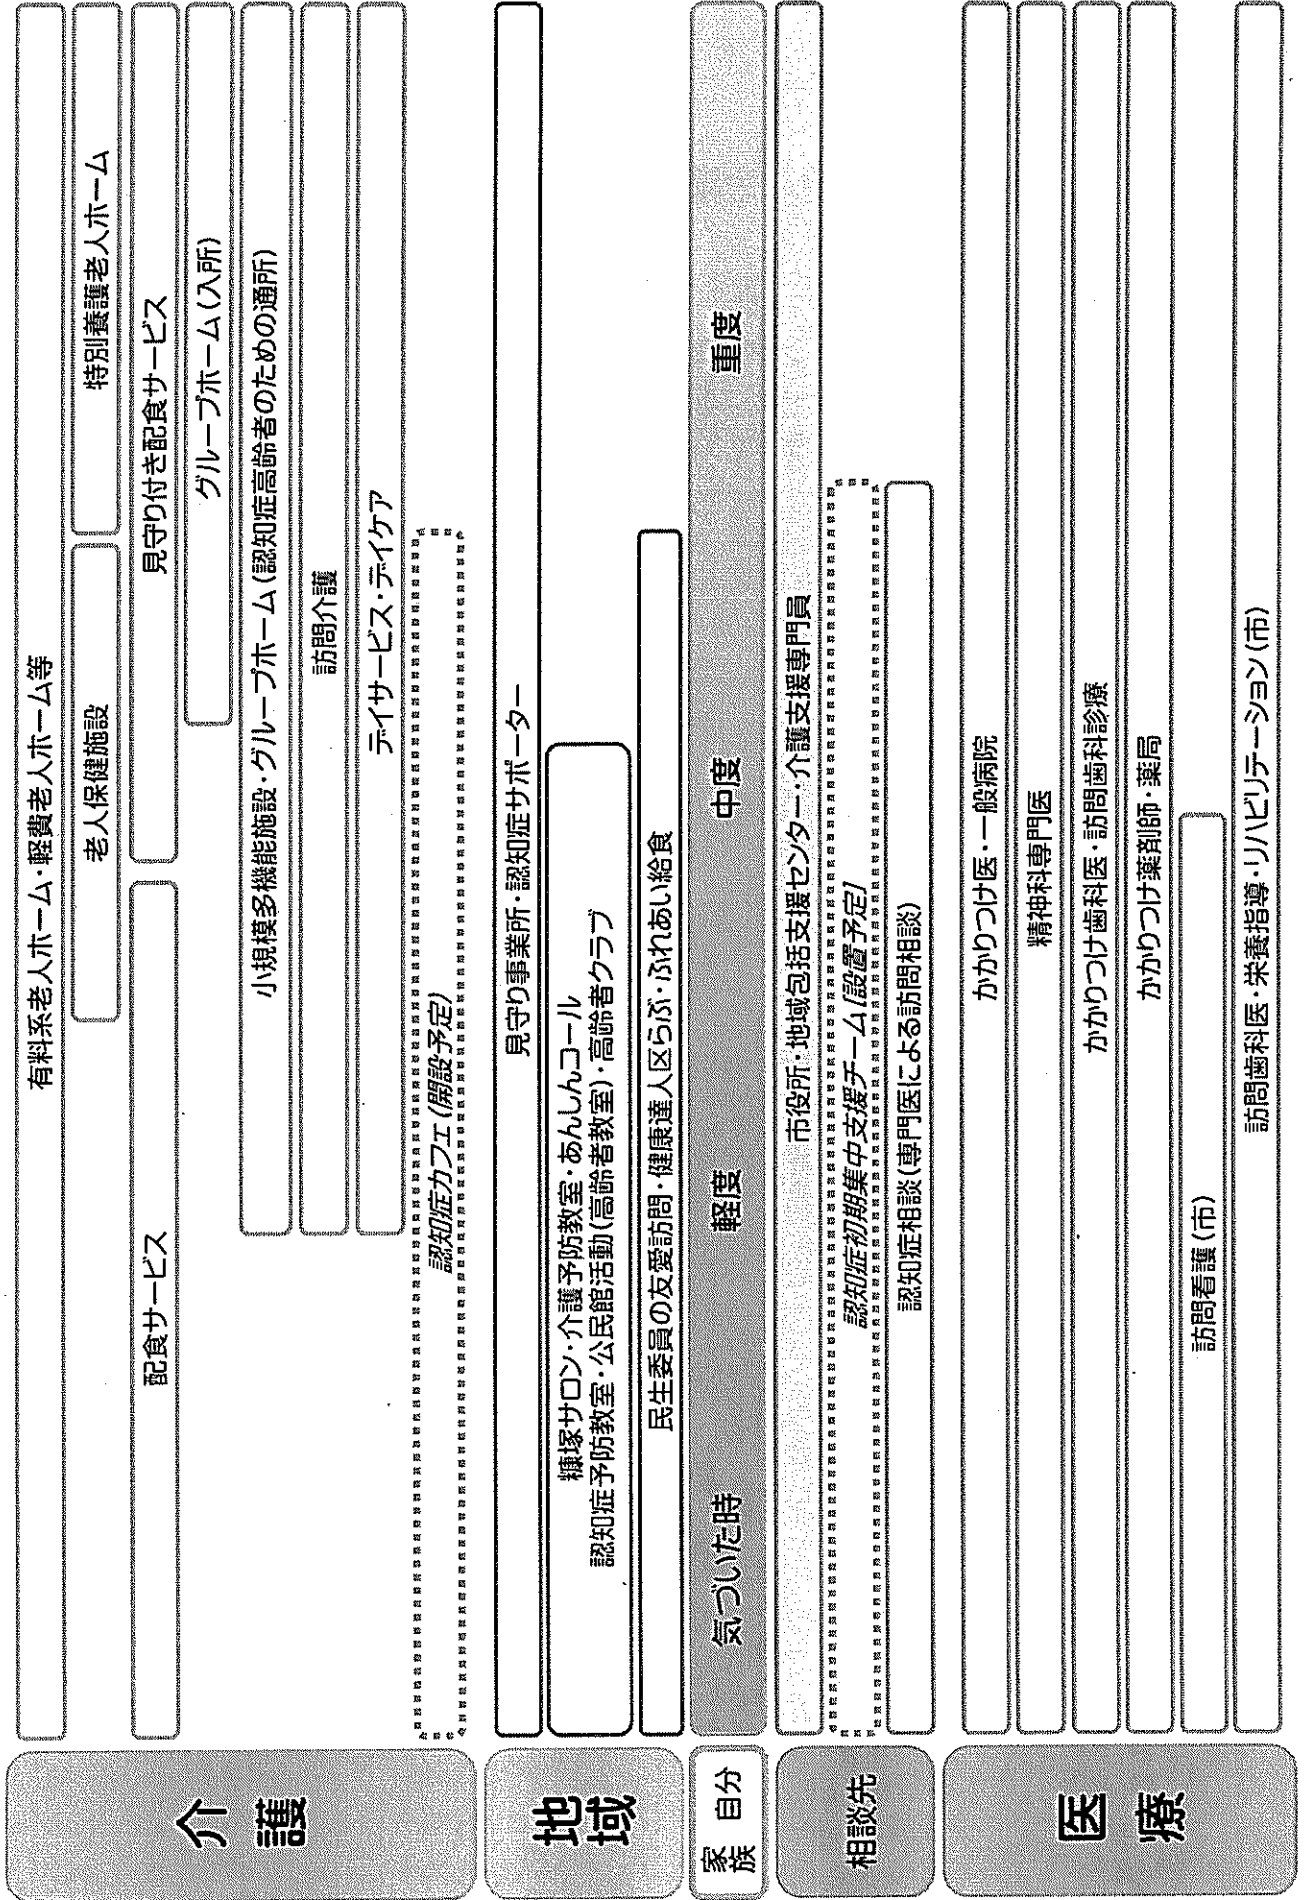 介護
有料系老人ホーム・軽費老人ホーム等
老人保健施設
特別養護老人ホーム
配食サービス
見守り付き配食サービス
グループホーム(入所)
小規模多機能施設・グループホーム(認知症高齢者のための通所)
訪問介護
デイサービス・デイケア
認知症カフェ(開設予定)
地域
見守り事業所・認知症サポーター
糠塚サロン・介護予防教室・あんしんコール
認知症予防教室・公民館活動(高齢者教室)・高齢者クラブ
民生委員の友愛訪問・健康達人区らぶ・ふれあい給食
家族
自分
気づいた時
軽度
中度
重度
相談先
市役所・地域包括支援センター・介護支援専門員
認知症初期集中支援チーム[設置予定]
認知症相談(専門医による訪問相談)
医療
かかりつけ医・一般病院
精神科専門医
かかりつけ歯科医・訪問歯科診療
かかりつけ薬剤師・薬局
訪問看護(市)
訪問歯科医・栄養指導・リハビリテーション(市)